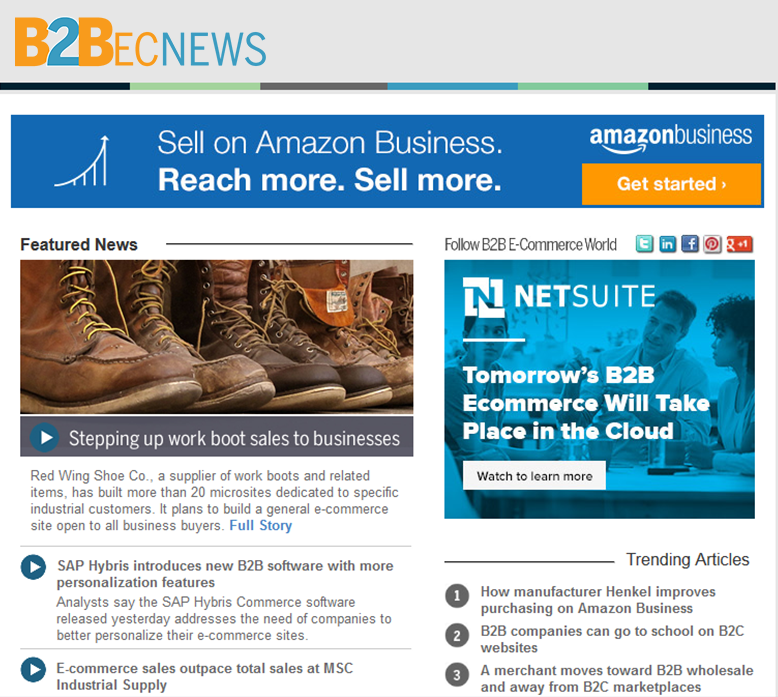 B2BECNEWS
Sell on Amazon Business.
Reach more. Sell more.
amazonbusiness
Get started ›
Featured News
Stepping up work boot sales to businesses
Red Wing Shoe Co., a supplier of work boots and related
items, has built more than 20 microsites dedicated to specific
industrial customers. It plans to build a general e-commerce
site open to all business buyers. Full Story
SAP Hybris introduces new B2B software with more
personalization features
Analysts say the SAP Hybris Commerce software
released yesterday addresses the need of companies to
better personalize their e-commerce sites.
E-commerce sales outpace total sales at MSC
Industrial Supply
Follow B2B E-Commerce World
t in f P g +1
N NETSUITE
Tomorrow's B2B
Ecommerce Will Take
Place in the Cloud
Watch to learn more
Trending Articles
1 How manufacturer Henkel improves
purchasing on Amazon Business
2 B2B companies can go to school on B2C
websites
3 A merchant moves toward B2B wholesale
and away from B2C marketplaces